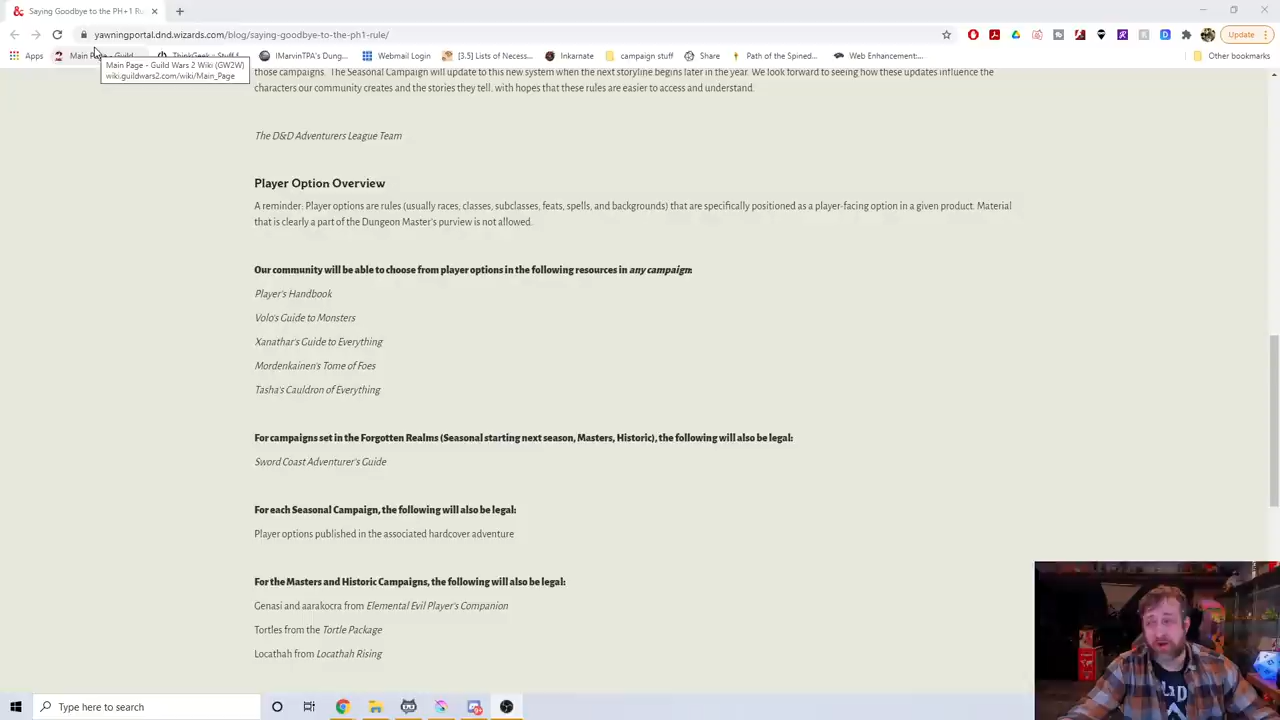 Saying Goodbye to the PH+1 Ru
yawningportal.dnd.wizards.com/blog/saying-goodbye-to-the-ph1-rule/
Update
Apps
Main Page - Guild
ThinkGeek - Stuff f
IMarvinTPA's Dung...
Webmail Login
[3.5] Lists of Necess...
Inkarnate
campaign stuff
Share
Path of the Spined...
Web Enhancement:...
Other bookmarks
Main Page - Guild Wars 2 Wiki (GW2W)
wiki.guildwars2.com/wiki/Main_Page
those campaigns. The Seasonal Campaign will update to this new system when the next storyline begins later in the year. We look forward to seeing how these updates influence the
characters our community creates and the stories they tell, with hopes that these rules are easier to access and understand.
The D&D Adventurers League Team
Player Option Overview
A reminder: Player options are rules (usually races, classes, subclasses, feats, spells, and backgrounds) that are specifically positioned as a player-facing option in a given product. Material
that is clearly a part of the Dungeon Master's purview is not allowed.
Our community will be able to choose from player options in the following resources in any campaign:
Player's Handbook
Volo's Guide to Monsters
Xanathar's Guide to Everything
Mordenkainen's Tome of Foes
Tasha's Cauldron of Everything
For campaigns set in the Forgotten Realms (Seasonal starting next season, Masters, Historic), the following will also be legal:
Sword Coast Adventurer's Guide
For each Seasonal Campaign, the following will also be legal:
Player options published in the associated hardcover adventure
For the Masters and Historic Campaigns, the following will also be legal:
Genasi and aarakocra from Elemental Evil Player's Companion
Tortles from the Tortle Package
Locathah from Locathah Rising
Type here to search